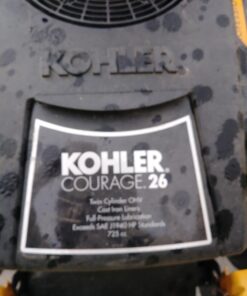 KOHLER.
KOHLER®
COURAGE. 26
Twin Cylinder OHV
Cast Iron Liners
Full Pressure Lubrication
Exceeds SAE J1940 HP Standards
725 cc